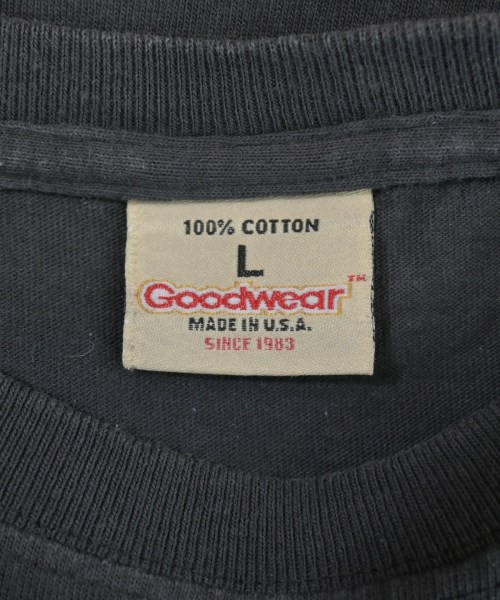 100% COTTON
L
Goodwear™
MADE IN U.S.A.
SINCE 1983